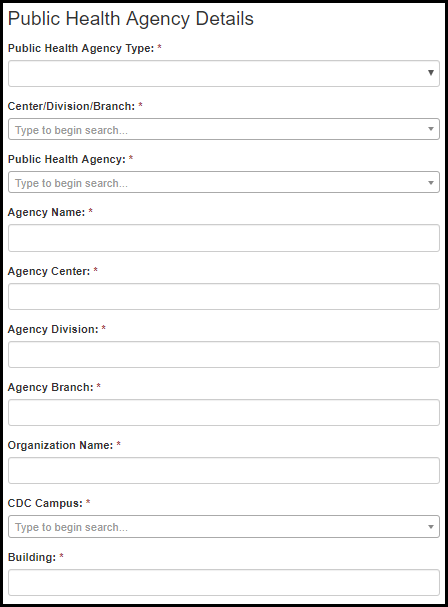 Public Health Agency Details
Public Health Agency Type: *
Center/Division/Branch: *
Type to begin search...
Public Health Agency: *
Type to begin search...
Agency Name: *
Agency Center: *
Agency Division: *
Agency Branch: *
Organization Name: *
CDC Campus: *
Type to begin search...
Building: *